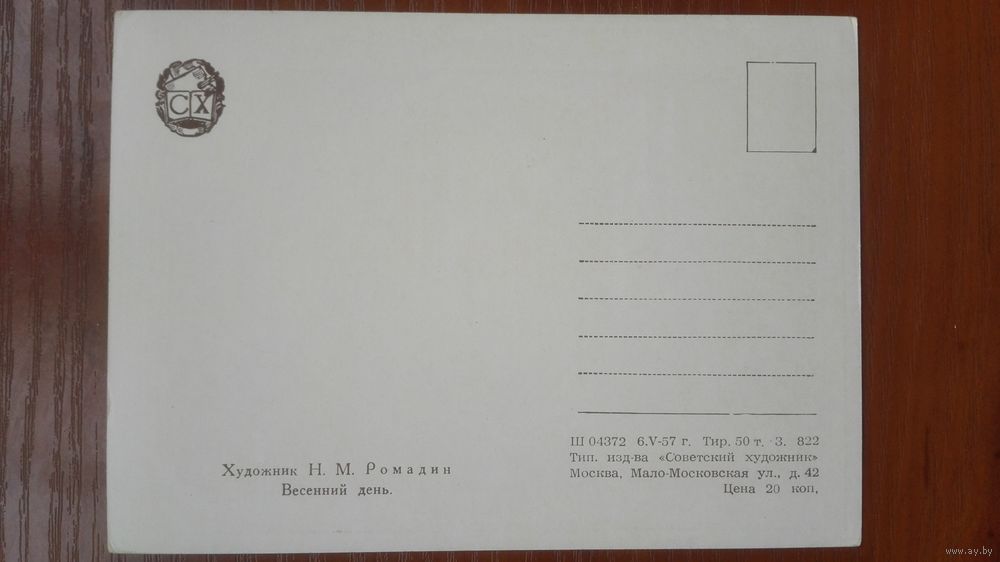 СХ
Художник Н. М. Ромадин
Весенний день.
Ш 04372 6.V-57 г. Тир. 50 т. З. 822
Тип. изд-ва «Советский художник»
Москва, Мало-Московская ул., д. 42
Цена 20 коп,
www.ay.by